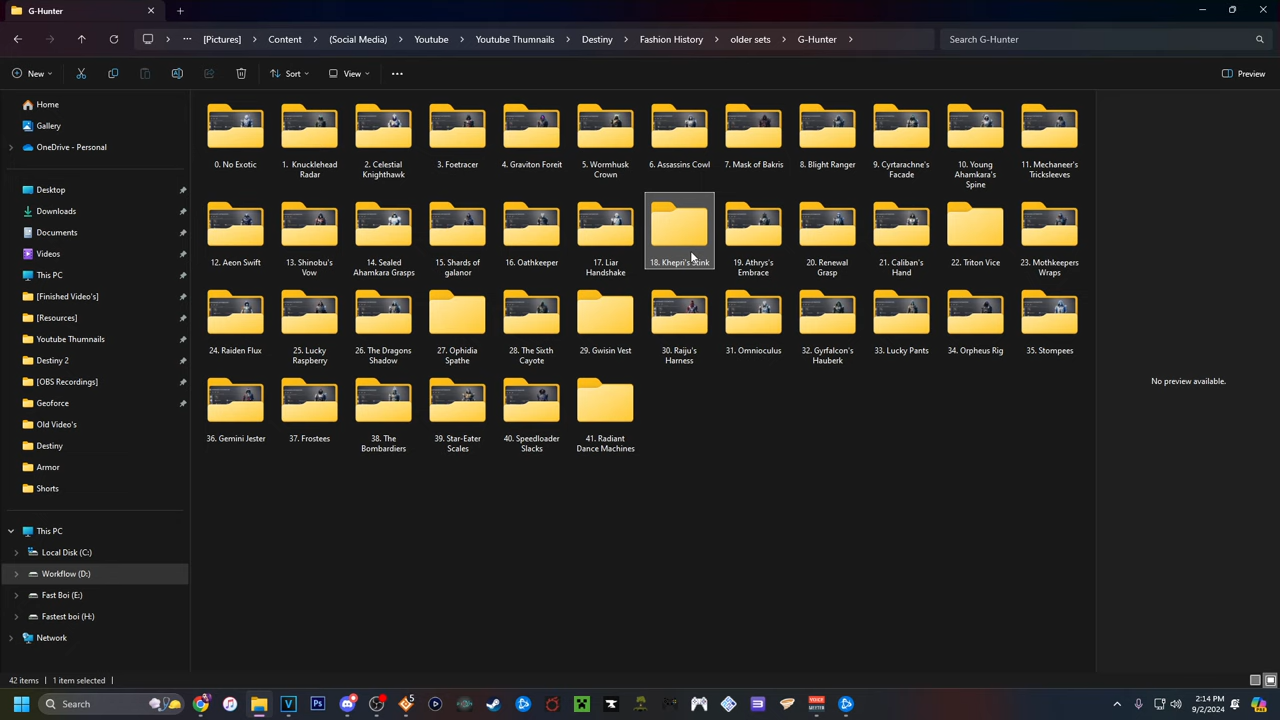 G-Hunter
[Pictures]
Content
(Social Media)
Youtube
Youtube Thumnails
Destiny
Fashion History
older sets
G-Hunter
Search G-Hunter
New
Sort
View
Preview
Home
Gallery
OneDrive - Personal
Desktop
Downloads
Documents
Videos
This PC
[Finished Video's]
[Resources]
Youtube Thumnails
Destiny 2
[OBS Recordings]
Geforce
Old Video's
Destiny
Armor
Shorts
This PC
Local Disk (C:)
Workflow (D:)
Fast Boi (E:)
Fastest boi (H:)
Network
0. No Exotic
1. Knucklehead
Radar
2. Celestial
Knighthawk
3. Foetracer
4. Graviton Foreit
5. Wormhusk
Crown
6. Assassins Cowl
7. Mask of Bakris
8. Blight Ranger
9. Cyrtarachne's
Facade
10. Young
Ahamkara's
Spine
11. Mechaneer's
Tricksleeves
12. Aeon Swift
13. Shinobu's
Vow
14. Sealed
Ahamkara Grasps
15. Shards of
galanor
16. Oathkeeper
17. Liar
Handshake
18. Khepri's
19. Athrys's
Embrace
20. Renewal
Grasp
21. Caliban's
Hand
22. Triton Vice
23. Mothkeepers
Wraps
24. Raiden Flux
25. Lucky
Raspberry
26. The Dragons
Shadow
27. Ophidia
Spathe
28. The Sixth
Cayote
29. Gwisin Vest
30. Raiju's
Harness
31. Omnioculus
32. Gyrfalcon's
Hauberk
33. Lucky Pants
34. Orpheus Rig
35. Stompees
36. Gemini Jester
37. Frostees
38. The
Bombardiers
39. Star-Eater
Scales
40. Speedloader
Slacks
41. Radiant
Dance Machines
No preview available.
42 items
1 item selected
Search
5
2:14 PM
9/2/2024